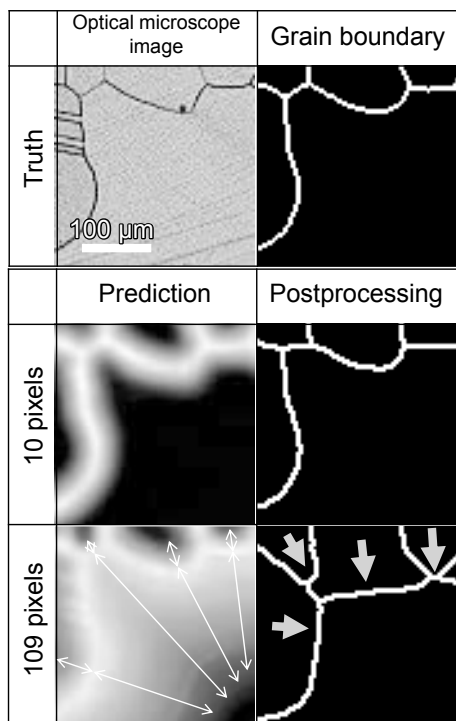 Optical microscope
image
Grain boundary
Truth
100 μm
Prediction
Postprocessing
10 pixels
109 pixels